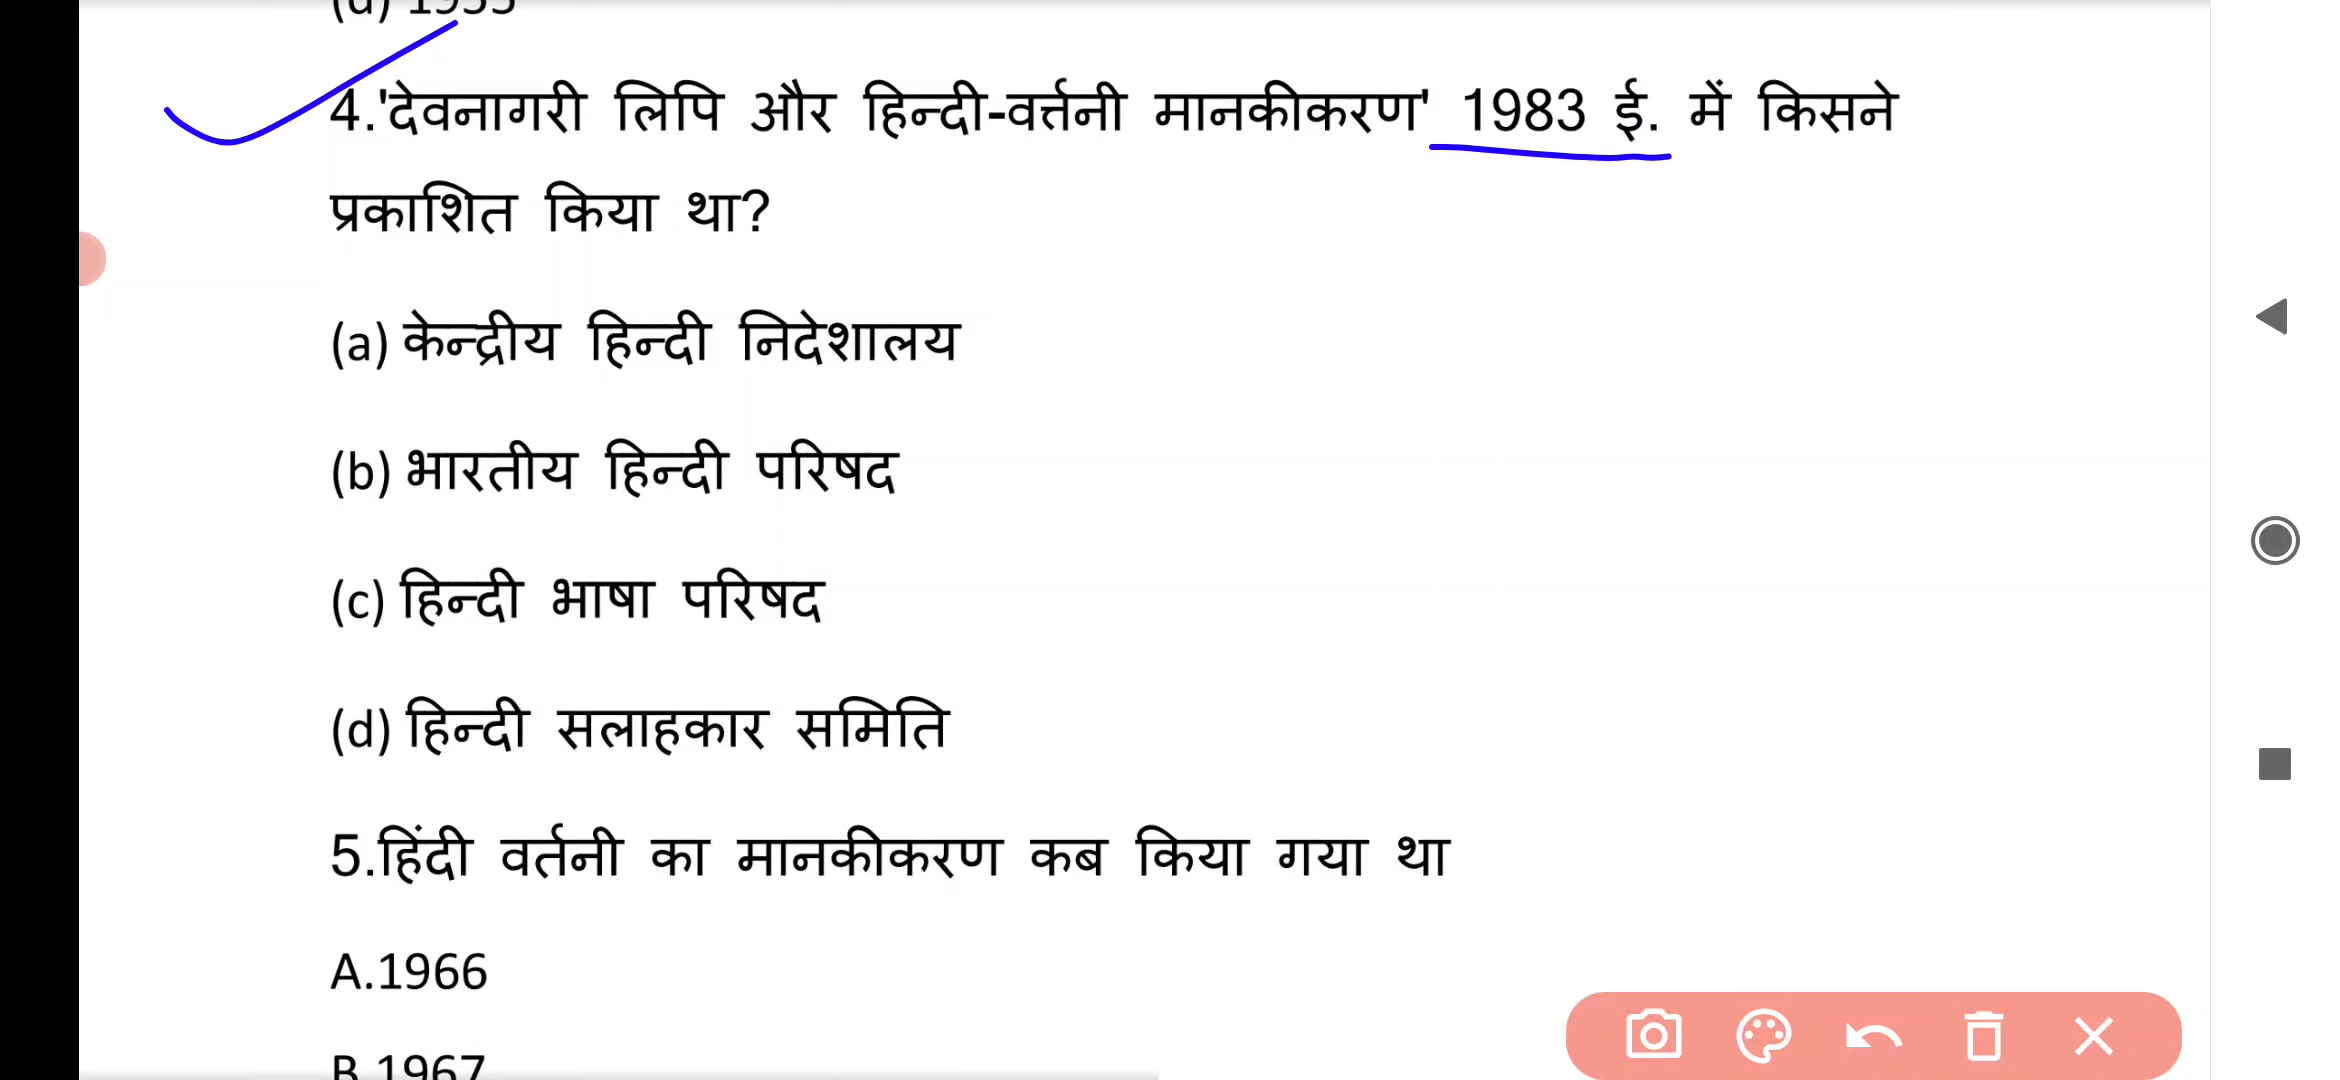 4.'देवनागरी लिपि और हिन्दी-वर्त्तनी मानकीकरण' 1983 ई. में किसने
प्रकाशित किया था?
(a) केन्द्रीय हिन्दी निदेशालय
(b) भारतीय हिन्दी परिषद
(c) हिन्दी भाषा परिषद
(d) हिन्दी सलाहकार समिति
5.हिंदी वर्तनी का मानकीकरण कब किया गया था
A.1966
B.1967